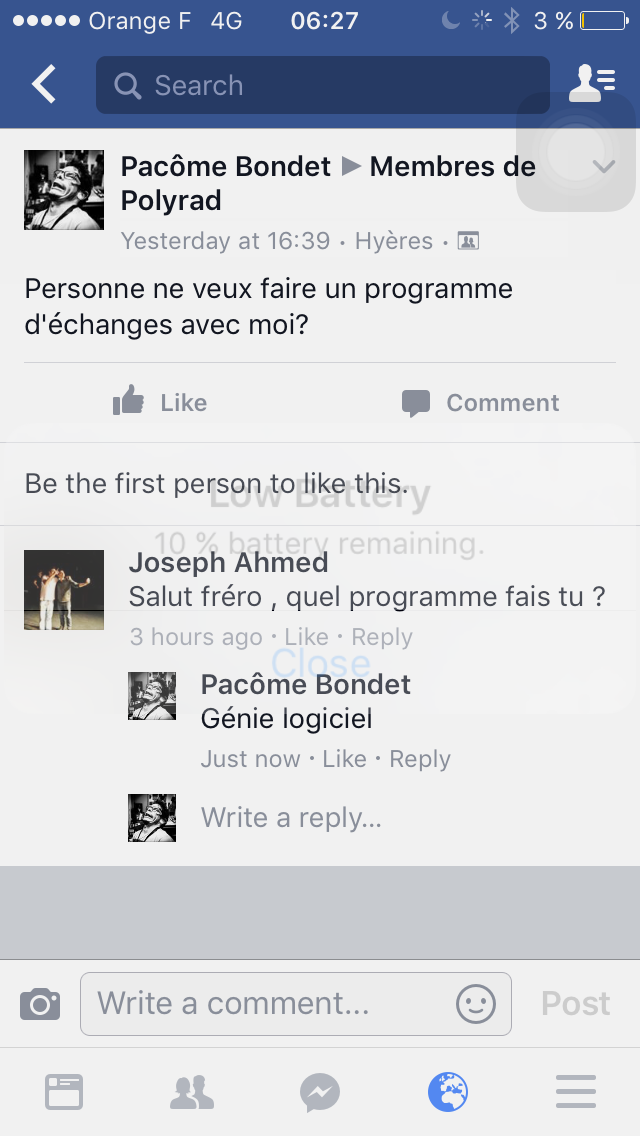 Orange F 4G 06:27 3 %
Search
Pacôme Bondet ▶ Membres de
Polyrad
Yesterday at 16:39 · Hyères ·
Personne ne veux faire un programme
d'échanges avec moi?
Like Comment
Be the first person to like this.
Low Battery
10 % battery remaining.
Joseph Ahmed
Salut fréro , quel programme fais tu ?
3 hours ago · Like · Reply
Close
Pacôme Bondet
Génie logiciel
Just now · Like · Reply
Write a reply...
Write a comment... Post